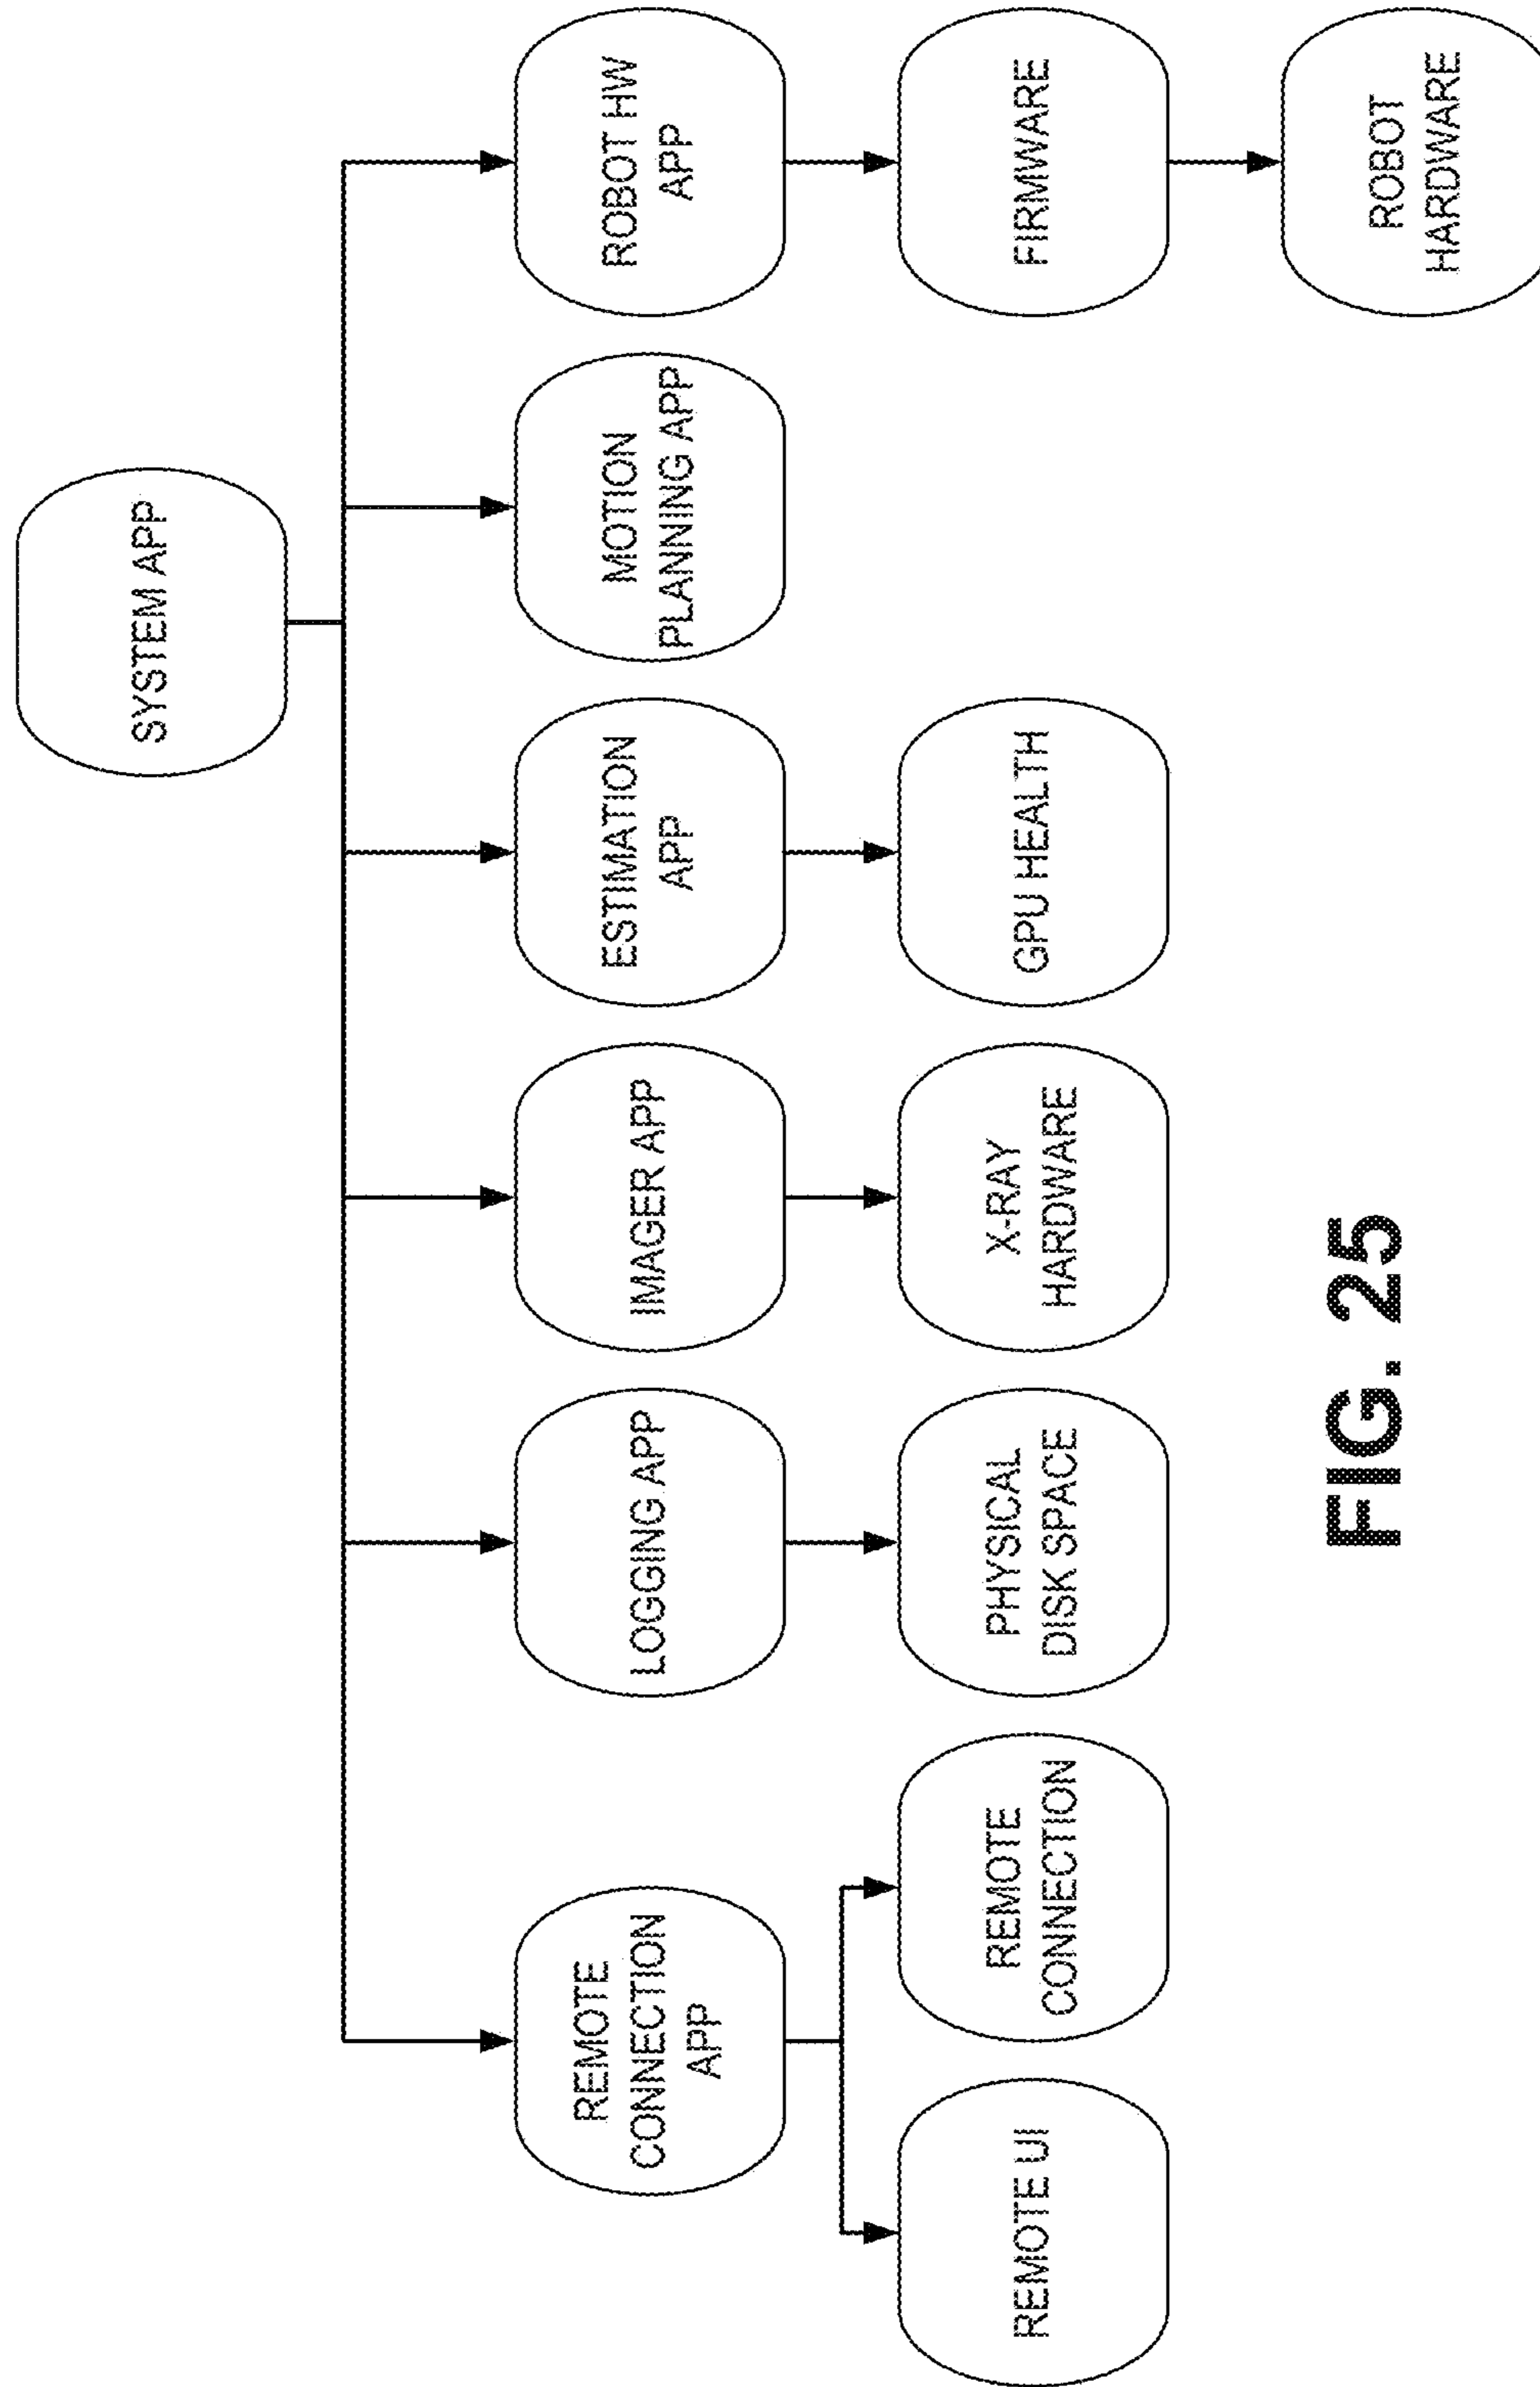 SYSTEM APP
REMOTE
CONNECTION
APP
LOGGING APP
IMAGER APP
ESTIMATION
APP
MOTION
PLANNING APP
ROBOT HW
APP
REMOTE UI
REMOTE
CONNECTION
PHYSICAL
DISK SPACE
X-RAY
HARDWARE
GPU HEALTH
FIRMWARE
ROBOT
HARDWARE
FIG. 25